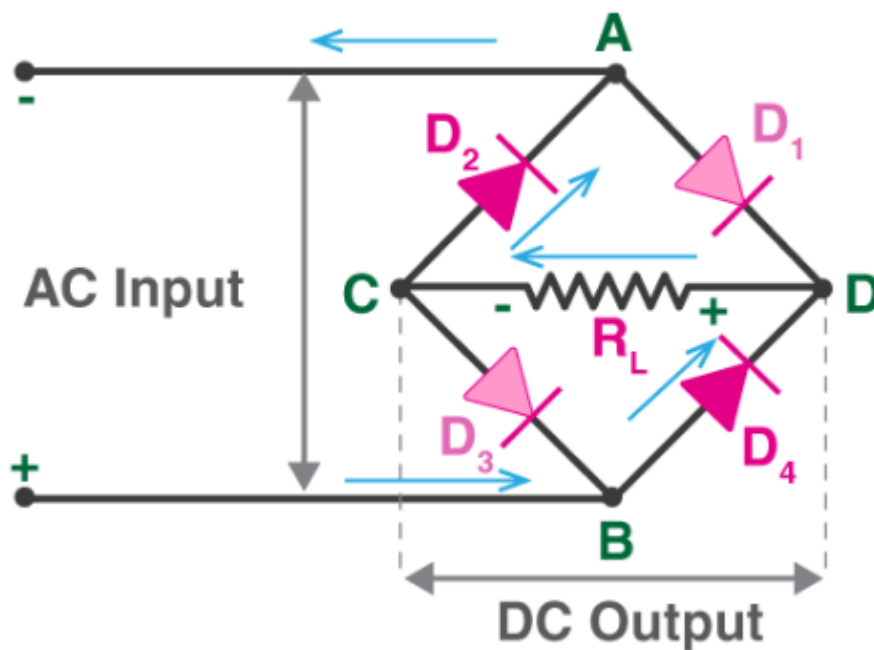 A
-
D2
D1
AC Input
C
-
+
D
RL
D3
D4
+
B
DC Output